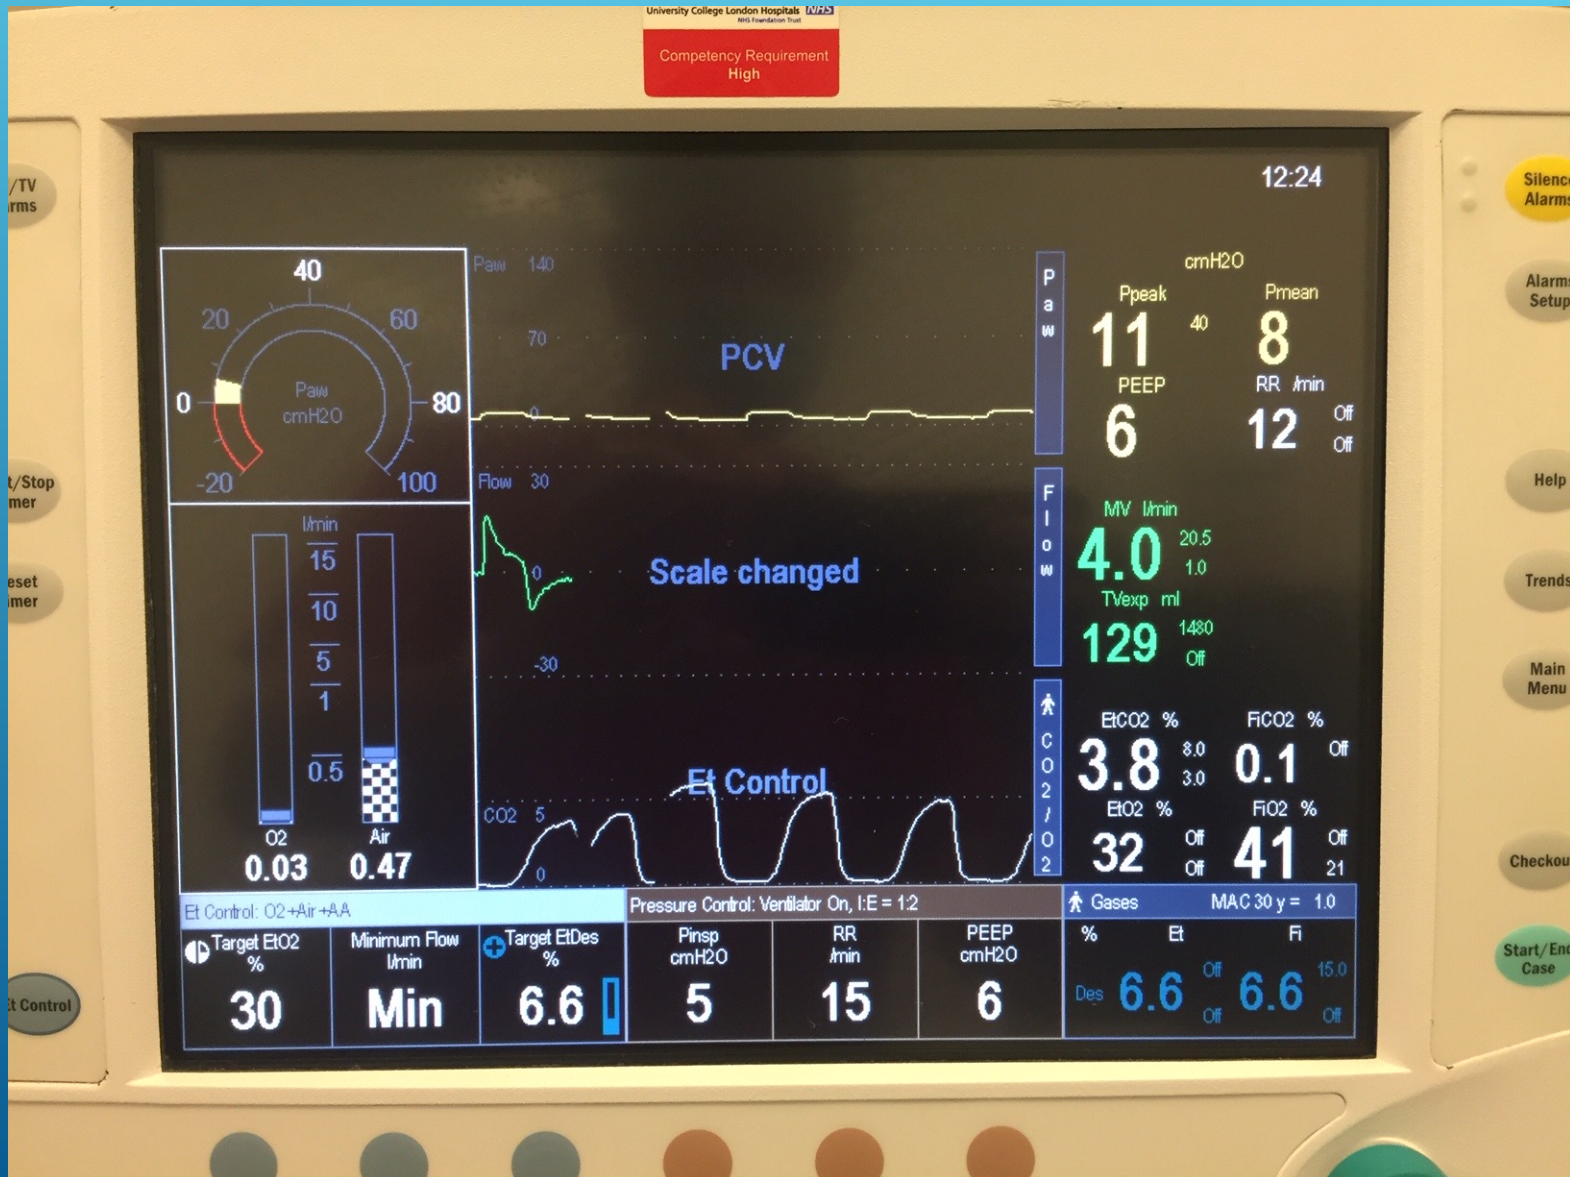 University College London Hospitals NHS
NHS Foundation Trust
Competency Requirement
High
/TV
rms
t/Stop
mer
eset
mer
Et Control
12:24
40
20
60
0
80
-20
100
Paw
cmH2O
l/min
15
10
5
1
0.5
O2
Air
0.03
0.47
Paw 140
70
0
PCV
Flow 30
0
-30
Scale changed
Et Control
CO2 5
0
Paw
Flow
CO2/O2
cmH2O
Ppeak
Pmean
11
40
8
PEEP
RR /min
6
12
Off
Off
MV l/min
4.0
20.5
1.0
TVexp ml
129
1480
Off
EtCO2 %
FiCO2 %
3.8
8.0
3.0
0.1
Off
EtO2 %
FiO2 %
32
Off
Off
41
Off
21
Et Control: O2+Air+AA
Pressure Control: Ventilator On, I:E = 1:2
Gases
MAC 30 y = 1.0
Target EtO2
%
30
Minimum Flow
l/min
Min
Target EtDes
%
6.6
Pinsp
cmH2O
5
RR
/min
15
PEEP
cmH2O
6
% Et Fi
Des 6.6
Off
Off
6.6
15.0
Off
Silence
Alarms
Alarms
Setup
Help
Trends
Main
Menu
Checkou
Start/End
Case